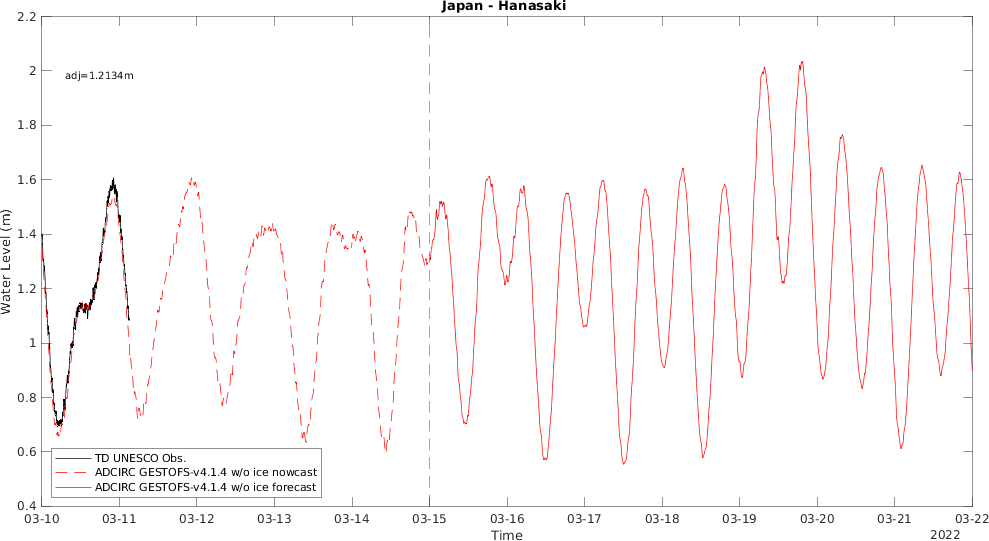 Japan - Hanasaki
2.2
2
1.8
1.6
1.4
1.2
1
0.8
0.6
0.4
Water Level (m)
adj=1.2134m
TD UNESCO Obs.
ADCIRC GESTOFS-v4.1.4 w/o ice nowcast
ADCIRC GESTOFS-v4.1.4 w/o ice forecast
03-10 03-11 03-12 03-13 03-14 03-15 03-16 03-17 03-18 03-19 03-20 03-21 03-22
Time
2022